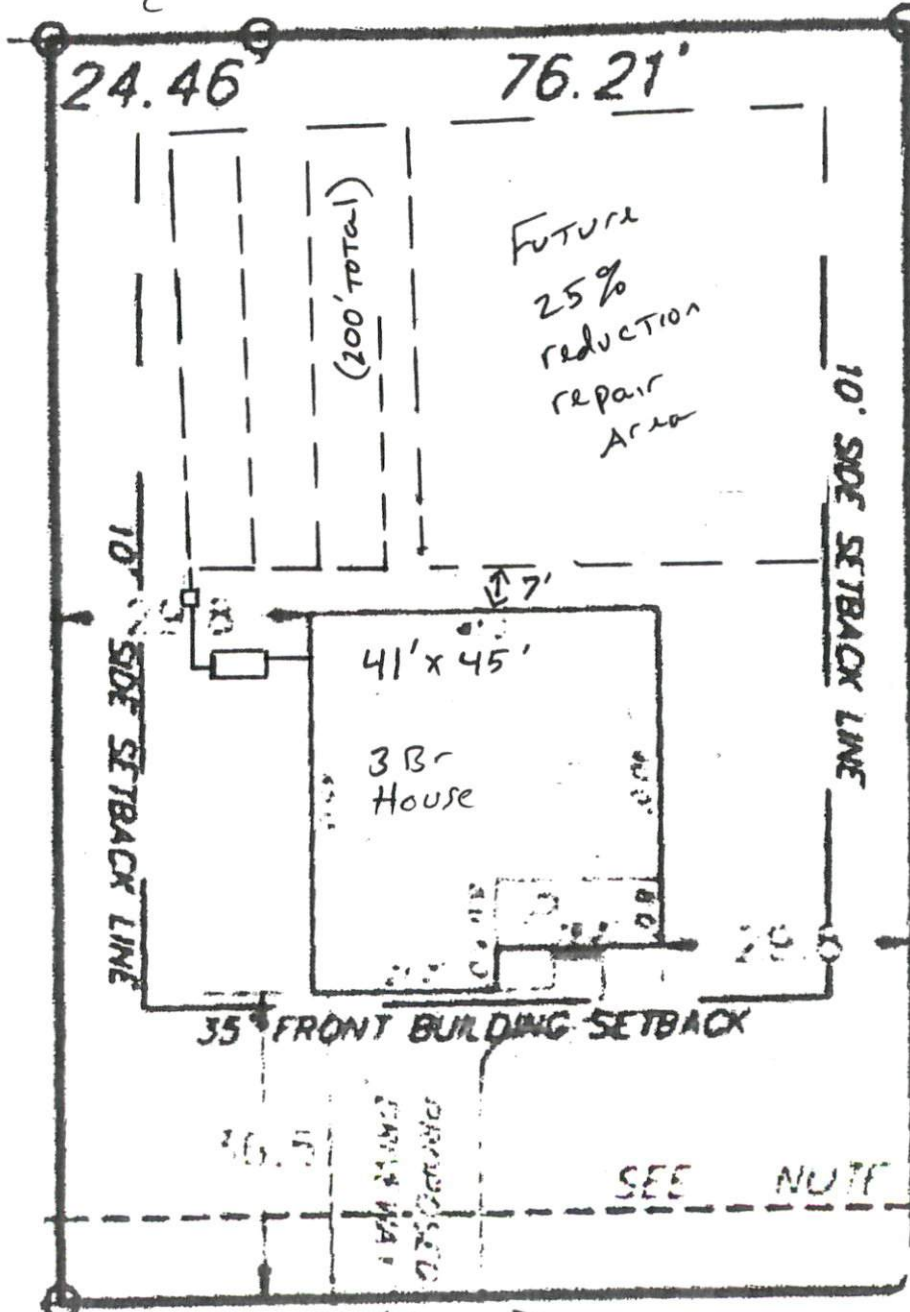 24.46'
76.21'
(200' TOTAL)
Future
25%
reduction
repair
Area
10' SIDE SETBACK LINE
7'
41' x 45'
3 Br
House
10' SIDE SETBACK LINE
35' FRONT BUILDING SETBACK
SEE NOTE